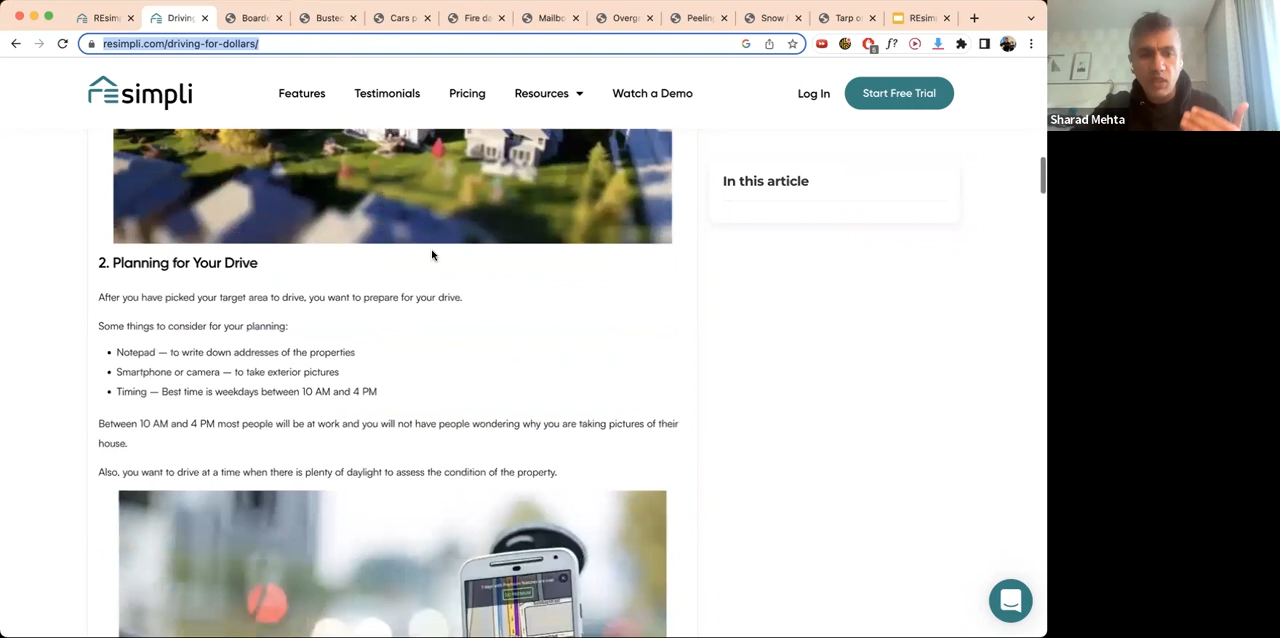 REsim
Driving
Boarde
Busted
Cars p
Fire da
Mailbo
Overgr
Peeling
Snow
Tarp o
REsim
resimpli.com/driving-for-dollars/
REsimpli
Features
Testimonials
Pricing
Resources
Watch a Demo
Log In
Start Free Trial
Sharad Mehta
In this article
2. Planning for Your Drive
After you have picked your target area to drive, you want to prepare for your drive.
Some things to consider for your planning:
• Notepad — to write down addresses of the properties
• Smartphone or camera — to take exterior pictures
• Timing — Best time is weekdays between 10 AM and 4 PM
Between 10 AM and 4 PM most people will be at work and you will not have people wondering why you are taking pictures of their
house.
Also, you want to drive at a time when there is plenty of daylight to assess the condition of the property.